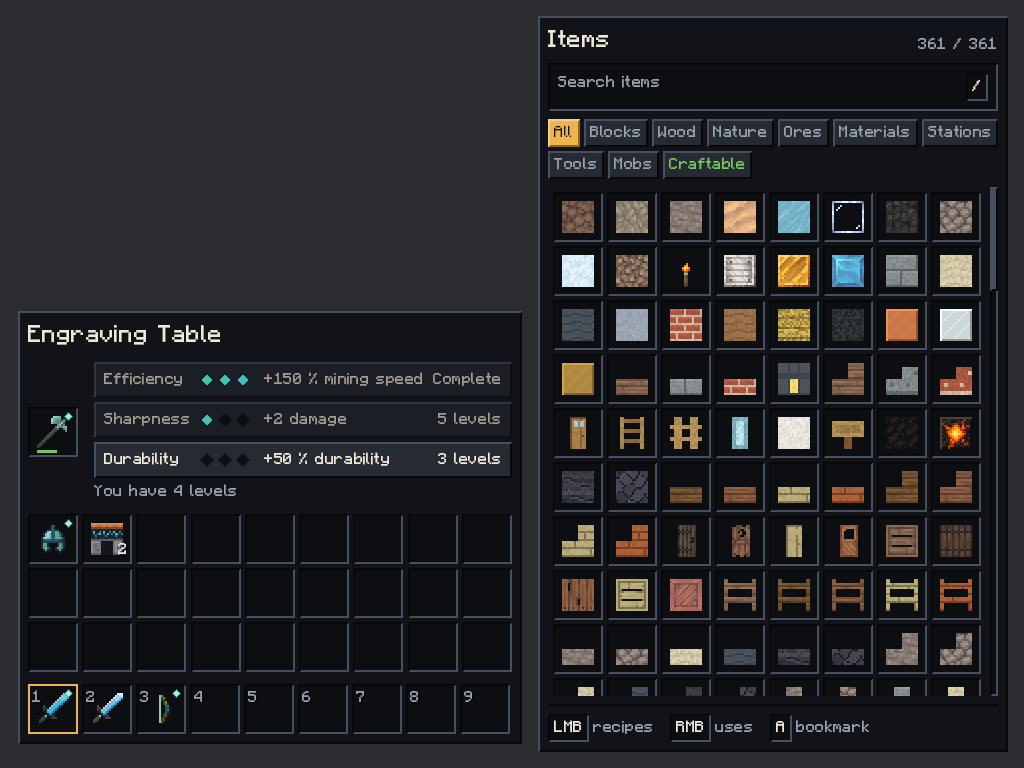 Items
361 / 361
Search items
/
All Blocks Wood Nature Ores Materials Stations
Tools Mobs Craftable
Engraving Table
Efficiency +150 % mining speed Complete
Sharpness +2 damage 5 levels
Durability +50 % durability 3 levels
You have 4 levels
2
1 2 3 4 5 6 7 8 9
LMB recipes RMB uses A bookmark